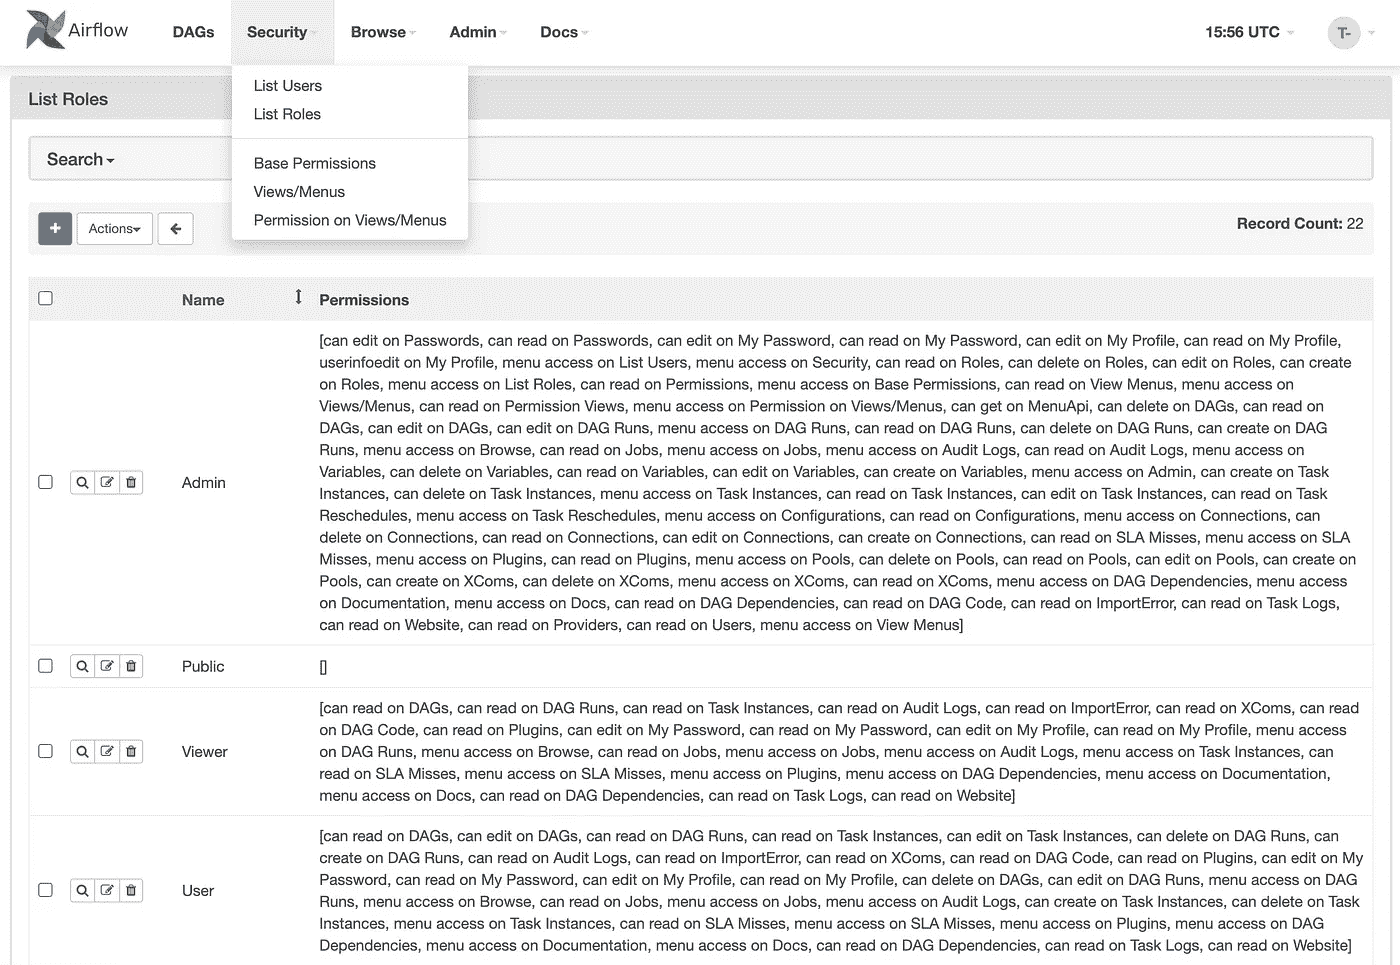 Airflow
DAGs
Security
Browse
Admin
Docs
15:56 UTC
T-
List Users
List Roles
Base Permissions
Views/Menus
Permission on Views/Menus
List Roles
Search
+
Actions
Record Count: 22
Name
Permissions
[can edit on Passwords, can read on Passwords, can edit on My Password, can read on My Password, can edit on My Profile, can read on My Profile,
userinfoedit on My Profile, menu access on List Users, menu access on Security, can read on Roles, can delete on Roles, can edit on Roles, can create
on Roles, menu access on List Roles, can read on Permissions, menu access on Base Permissions, can read on View Menus, menu access on
Views/Menus, can read on Permission Views, menu access on Permission on Views/Menus, can get on MenuApi, can delete on DAGs, can read on
DAGs, can edit on DAGs, can edit on DAG Runs, menu access on DAG Runs, can read on DAG Runs, can delete on DAG Runs, can create on DAG
Runs, menu access on Browse, can read on Jobs, menu access on Jobs, menu access on Audit Logs, can read on Audit Logs, menu access on
Variables, can delete on Variables, can read on Variables, can edit on Variables, can create on Variables, menu access on Admin, can create on Task
Admin
Instances, can delete on Task Instances, menu access on Task Instances, can read on Task Instances, can edit on Task Instances, can read on Task
Reschedules, menu access on Task Reschedules, menu access on Configurations, can read on Configurations, menu access on Connections, can
delete on Connections, can read on Connections, can edit on Connections, can create on Connections, can read on SLA Misses, menu access on SLA
Misses, menu access on Plugins, can read on Plugins, menu access on Pools, can delete on Pools, can read on Pools, can edit on Pools, can create on
Pools, can create on XComs, can delete on XComs, menu access on XComs, can read on XComs, menu access on DAG Dependencies, menu access
on Documentation, menu access on Docs, can read on DAG Dependencies, can read on DAG Code, can read on ImportError, can read on Task Logs,
can read on Website, can read on Providers, can read on Users, menu access on View Menus]
Public
[]
[can read on DAGs, can read on DAG Runs, can read on Task Instances, can read on Audit Logs, can read on ImportError, can read on XComs, can read
on DAG Code, can read on Plugins, can edit on My Password, can read on My Password, can edit on My Profile, can read on My Profile, menu access
Viewer
on DAG Runs, menu access on Browse, can read on Jobs, menu access on Jobs, menu access on Audit Logs, menu access on Task Instances, can
read on SLA Misses, menu access on SLA Misses, menu access on Plugins, menu access on DAG Dependencies, menu access on Documentation,
menu access on Docs, can read on DAG Dependencies, can read on Task Logs, can read on Website]
[can read on DAGs, can edit on DAGs, can read on DAG Runs, can read on Task Instances, can edit on Task Instances, can delete on DAG Runs, can
create on DAG Runs, can read on Audit Logs, can read on ImportError, can read on XComs, can read on DAG Code, can read on Plugins, can edit on My
Password, can read on My Password, can edit on My Profile, can read on My Profile, can delete on DAGs, can edit on DAG Runs, menu access on DAG
User
Runs, menu access on Browse, can read on Jobs, menu access on Jobs, menu access on Audit Logs, can create on Task Instances, can delete on Task
Instances, menu access on Task Instances, can read on SLA Misses, menu access on SLA Misses, menu access on Plugins, menu access on DAG
Dependencies, menu access on Documentation, menu access on Docs, can read on DAG Dependencies, can read on Task Logs, can read on Website]